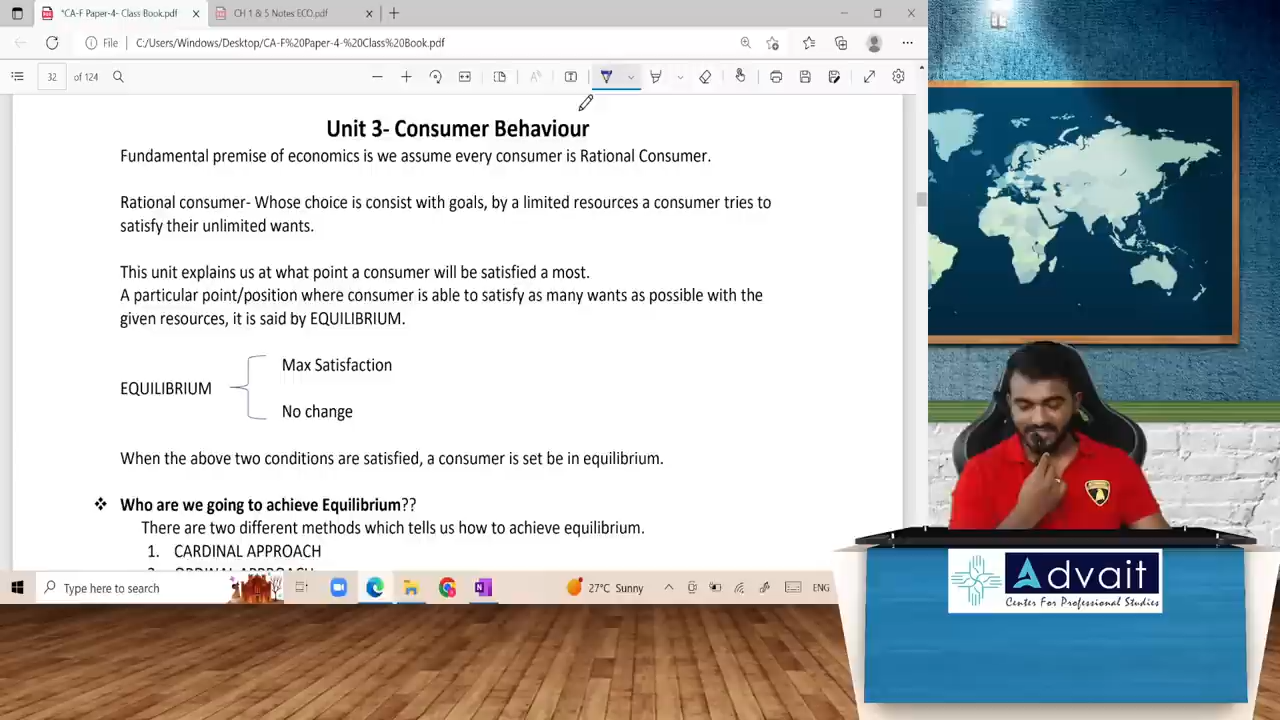 *CA-F Paper-4- Class Book.pdf
CH 1 & 5 Notes ECO.pdf
File
C:/Users/Windows/Desktop/CA-F%20Paper-4-%20Class%20Book.pdf
32 of 124
Unit 3- Consumer Behaviour
Fundamental premise of economics is we assume every consumer is Rational Consumer.
Rational consumer- Whose choice is consist with goals, by a limited resources a consumer tries to
satisfy their unlimited wants.
This unit explains us at what point a consumer will be satisfied a most.
A particular point/position where consumer is able to satisfy as many wants as possible with the
given resources, it is said by EQUILIBRIUM.
Max Satisfaction
EQUILIBRIUM
No change
When the above two conditions are satisfied, a consumer is set be in equilibrium.
❖ Who are we going to achieve Equilibrium??
There are two different methods which tells us how to achieve equilibrium.
1. CARDINAL APPROACH
2. ORDINAL APPROACH
Type here to search
27°C Sunny
ENG
Advait
Center For Professional Studies